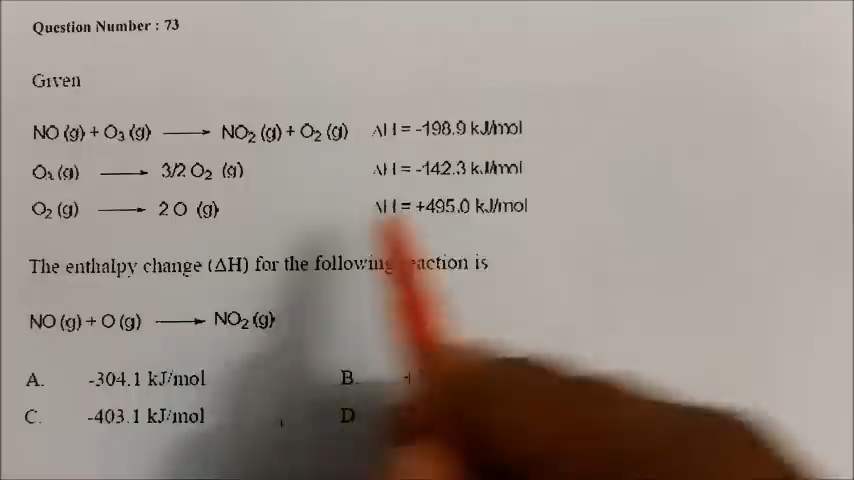 Question Number : 73
Given
NO (g) + O₃ (g) ⟶ NO₂ (g) + O₂ (g) ΔH = -198.9 kJ/mol
O₃ (g) ⟶ 3/2 O₂ (g) ΔH = -142.3 kJ/mol
O₂ (g) ⟶ 2 O (g) ΔH = +495.0 kJ/mol
The enthalpy change (ΔH) for the following reaction is
NO (g) + O (g) ⟶ NO₂ (g)
A. -304.1 kJ/mol B.
C. -403.1 kJ/mol D